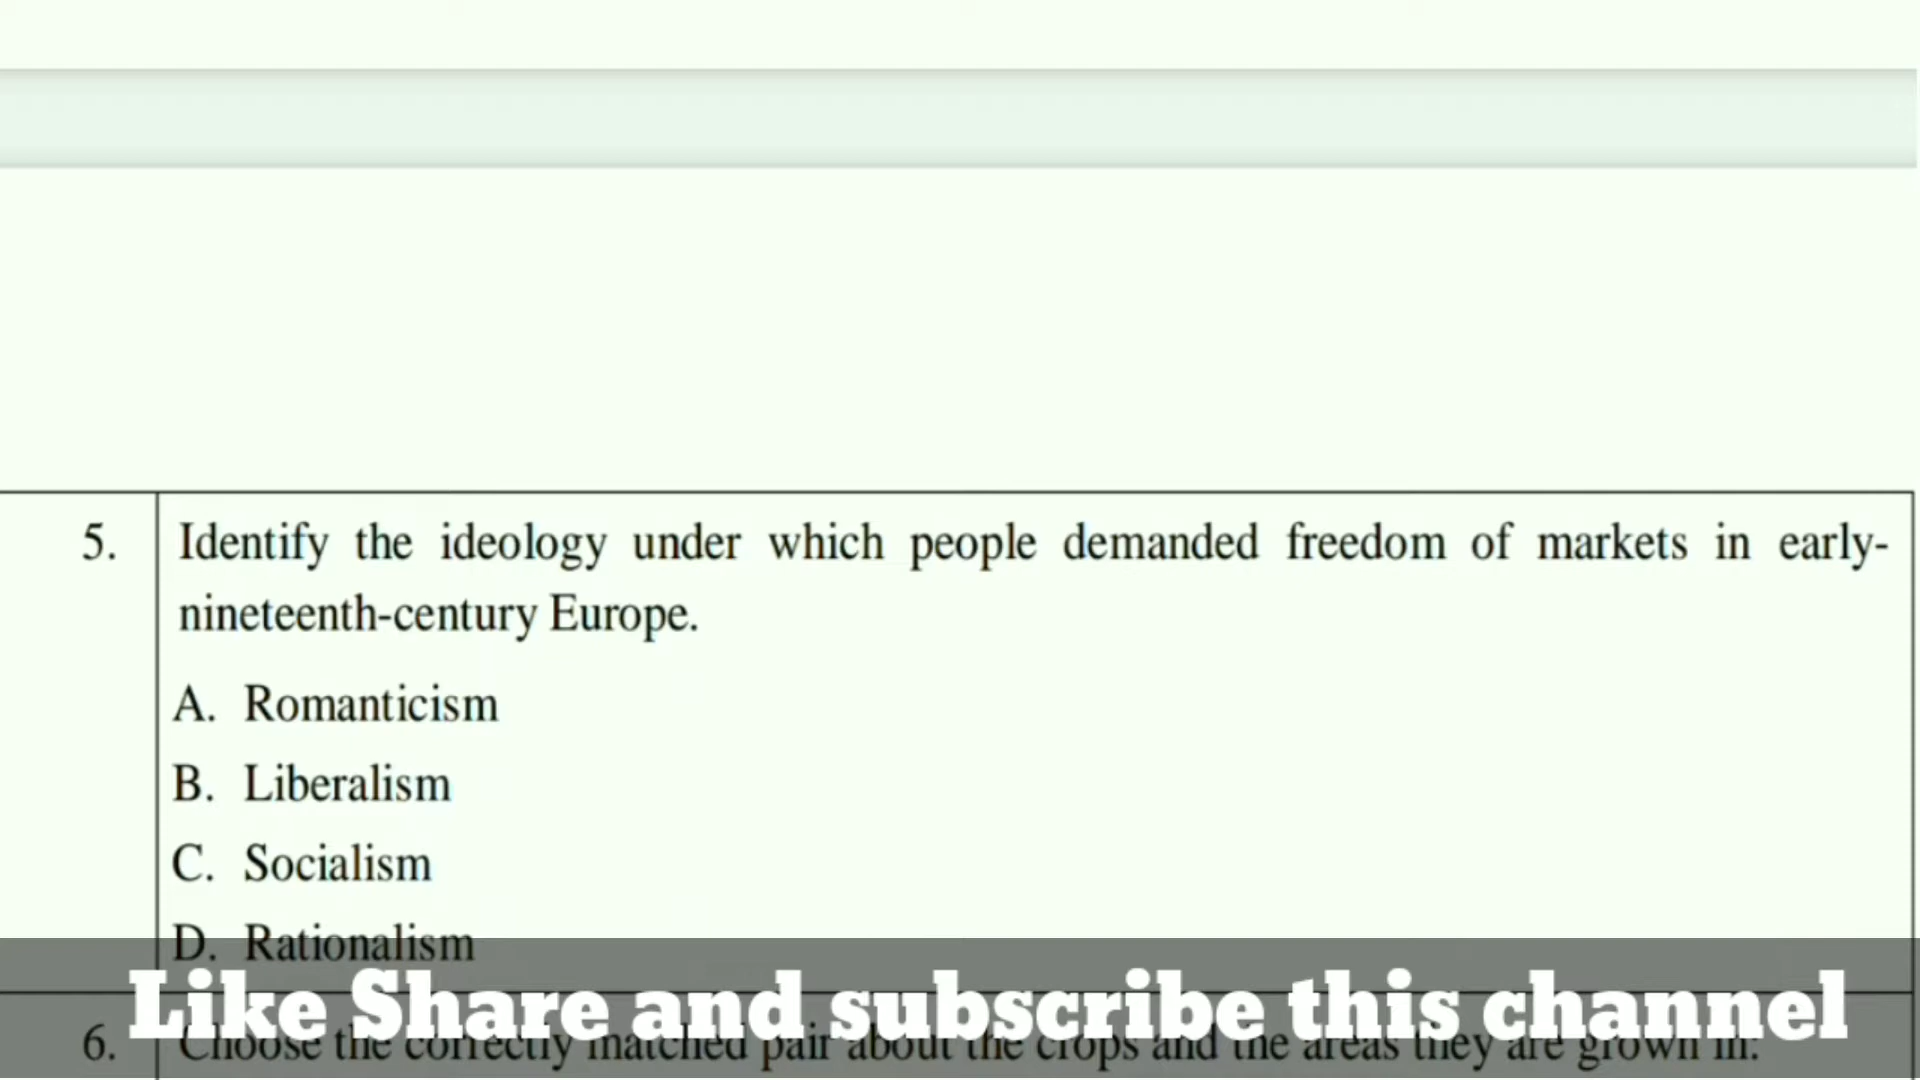 5. Identify the ideology under which people demanded freedom of markets in early-
nineteenth-century Europe.
A. Romanticism
B. Liberalism
C. Socialism
D. Rationalism
Like Share and subscribe this channel
6. Choose the correctly matched pair about the crops and the areas they are grown in: